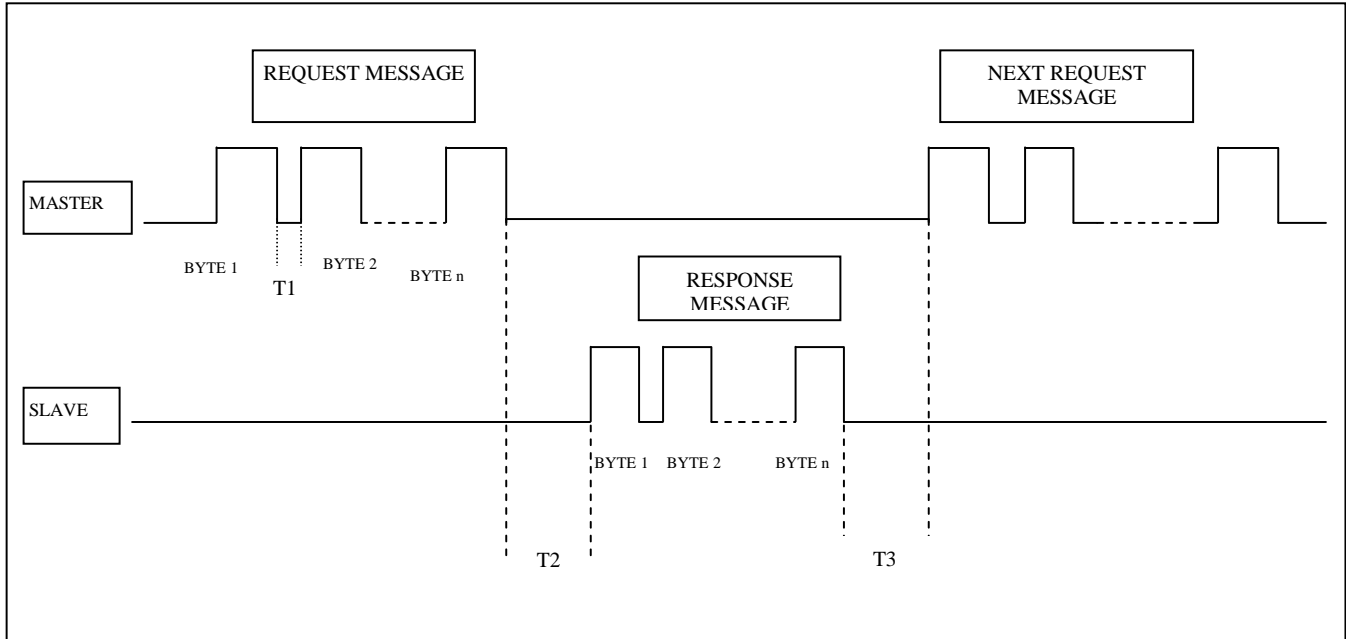 REQUEST MESSAGE
NEXT REQUEST
MESSAGE
MASTER
BYTE 1
T1
BYTE 2
BYTE n
RESPONSE
MESSAGE
SLAVE
BYTE 1
BYTE 2
BYTE n
T2
T3